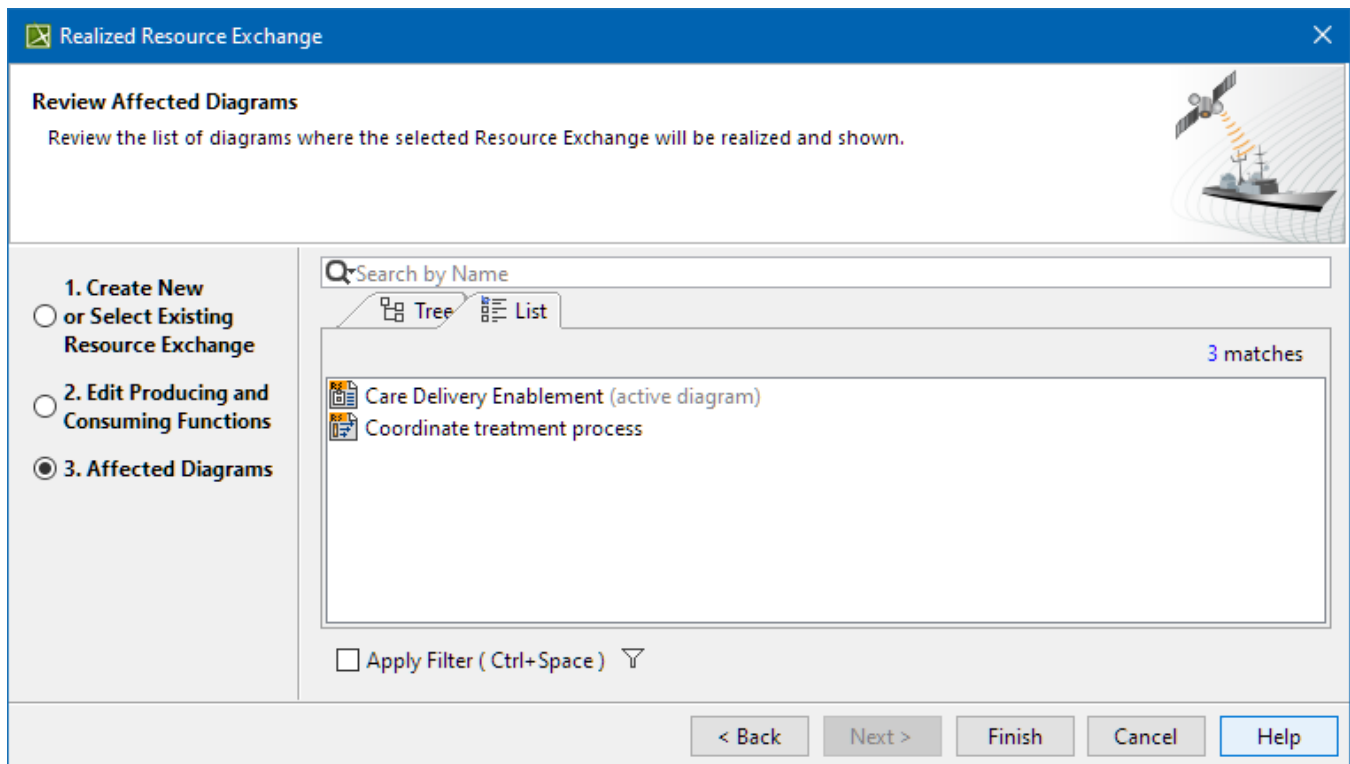 Realized Resource Exchange
Review Affected Diagrams
Review the list of diagrams where the selected Resource Exchange will be realized and shown.
1. Create New
or Select Existing
Resource Exchange
2. Edit Producing and
Consuming Functions
3. Affected Diagrams
Search by Name
Tree List
3 matches
Care Delivery Enablement (active diagram)
Coordinate treatment process
Apply Filter ( Ctrl+Space )
< Back Next > Finish Cancel Help